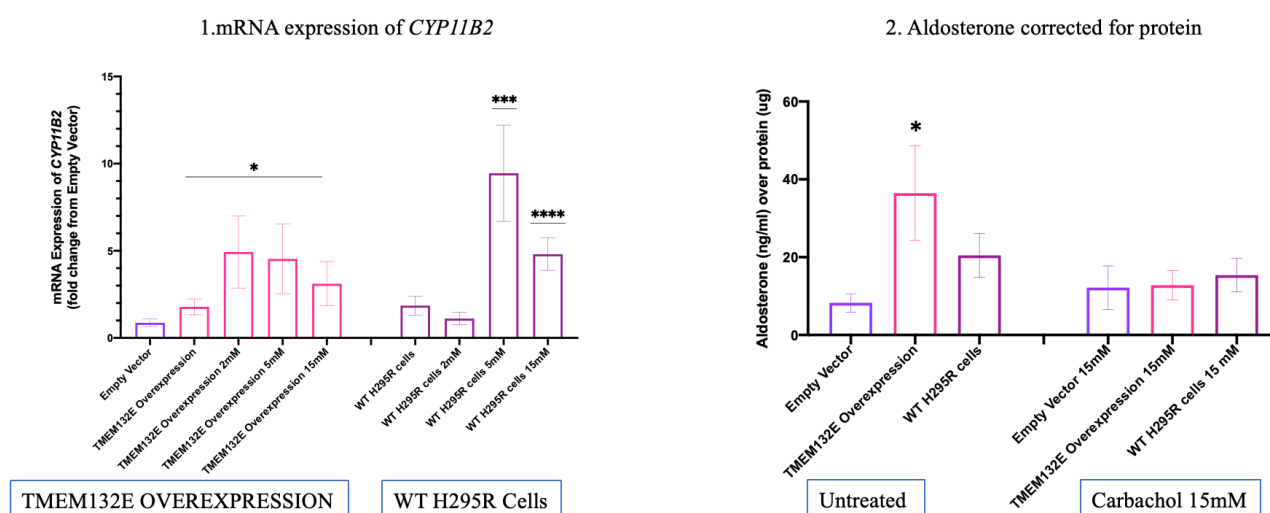 1.mRNA expression of CYP11B2
mRNA Expression of CYP11B2
(fold change from Empty Vector)
15
10
5
0
*
***
****
Empty Vector
TMEM132E Overexpression
TMEM132E Overexpression 2mM
TMEM132E Overexpression 5mM
TMEM132E Overexpression 15mM
WT H295R cells
WT H295R cells 2mM
WT H295R cells 5mM
WT H295R cells 15mM
TMEM132E OVEREXPRESSION
WT H295R Cells
2. Aldosterone corrected for protein
Aldosterone (ng/ml) over protein (ug)
60
40
20
0
*
Empty Vector
TMEM132E Overexpression
WT H295R cells
Empty Vector 15mM
TMEM132E Overexpression 15mM
WT H295R cells 15 mM
Untreated
Carbachol 15mM